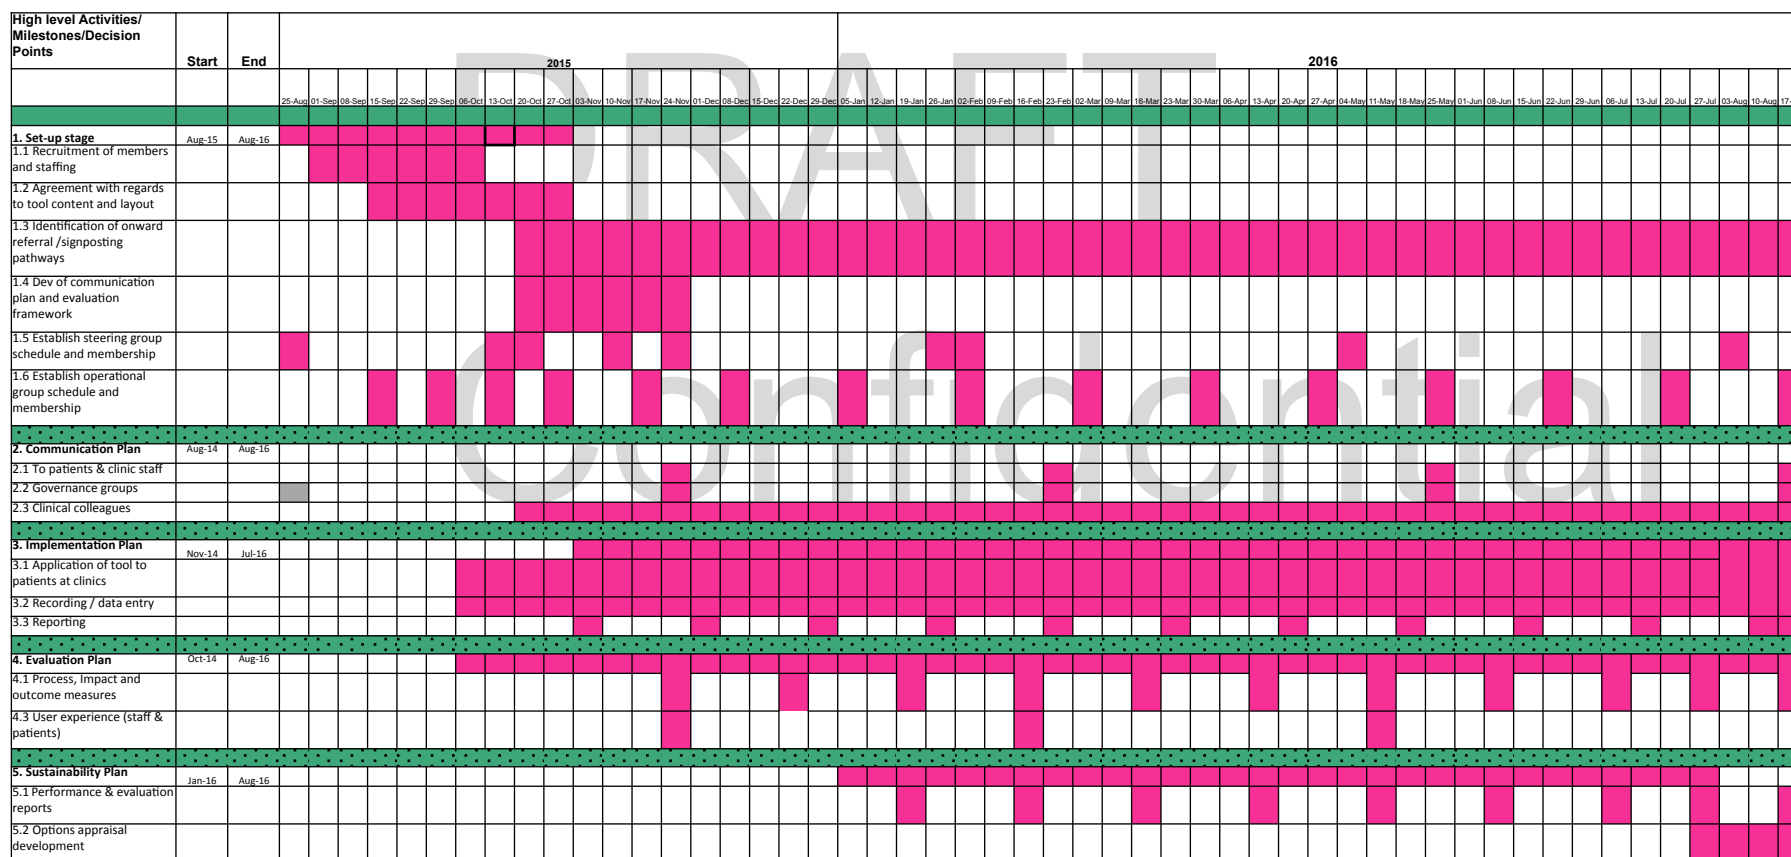 High level Activities/
Milestones/Decision
Points
Start
End
2015
2016
25-Aug 01-Sep 08-Sep 15-Sep 22-Sep 29-Sep 06-Oct 13-Oct 20-Oct 27-Oct 03-Nov 10-Nov 17-Nov 24-Nov 01-Dec 08-Dec 15-Dec 22-Dec 29-Dec 05-Jan 12-Jan 19-Jan 26-Jan 02-Feb 09-Feb 16-Feb 23-Feb 02-Mar 09-Mar 16-Mar 23-Mar 30-Mar 06-Apr 13-Apr 20-Apr 27-Apr 04-May 11-May 18-May 25-May 01-Jun 08-Jun 15-Jun 22-Jun 29-Jun 06-Jul 13-Jul 20-Jul 27-Jul 03-Aug 10-Aug 17-
DRAFT
Confidential
1. Set-up stage Aug-15 Aug-16
1.1 Recruitment of members
and staffing
1.2 Agreement with regards
to tool content and layout
1.3 Identification of onward
referral /signposting
pathways
1.4 Dev of communication
plan and evaluation
framework
1.5 Establish steering group
schedule and membership
1.6 Establish operational
group schedule and
membership
2. Communication Plan Aug-14 Aug-16
2.1 To patients & clinic staff
2.2 Governance groups
2.3 Clinical colleagues
3. Implementation Plan Nov-14 Jul-16
3.1 Application of tool to
patients at clinics
3.2 Recording / data entry
3.3 Reporting
4. Evaluation Plan Oct-14 Aug-16
4.1 Process, Impact and
outcome measures
4.3 User experience (staff &
patients)
5. Sustainability Plan Jan-16 Aug-16
5.1 Performance & evaluation
reports
5.2 Options appraisal
development